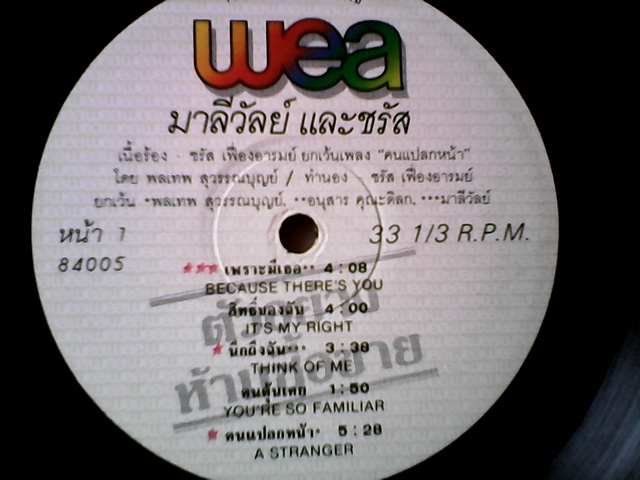 wea
มาลีวัลย์ และชรัส
เนื้อร้อง · ชรัส เฟื่องอารมย์ ยกเว้นเพลง "คนแปลกหน้า"
โดย พลเทพ สุวรรณบุญย์ / ทำนอง ชรัส เฟื่องอารมย์
ยกเว้น *พลเทพ สุวรรณบุญย์, **อนุสาร คุณะดิลก, ***มาลีวัลย์
หน้า 1
33 1/3 R.P.M.
84005
★★★ เพราะมีเธอ** 4:08
BECAUSE THERE'S YOU
สิทธิ์ของฉัน 4:00
IT'S MY RIGHT
★ นึกถึงฉัน*** 3:38
THINK OF ME
คนคุ้นเคย 1:50
YOU'RE SO FAMILIAR
★ คนแปลกหน้า* 5:28
A STRANGER
ตัวอย่าง
ห้ามซื้อขาย